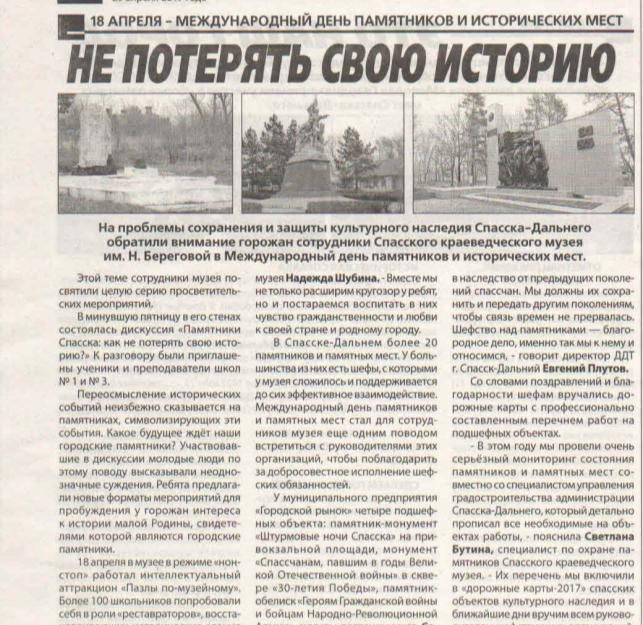 18 АПРЕЛЯ – МЕЖДУНАРОДНЫЙ ДЕНЬ ПАМЯТНИКОВ И ИСТОРИЧЕСКИХ МЕСТ
НЕ ПОТЕРЯТЬ СВОЮ ИСТОРИЮ
На проблемы сохранения и защиты культурного наследия Спасска–Дальнего
обратили внимание горожан сотрудники Спасского краеведческого музея
им. Н. Береговой в Международный день памятников и исторических мест.
Этой теме сотрудники музея по-
святили целую серию просветитель-
ских мероприятий.
В минувшую пятницу в его стенах
состоялась дискуссия «Памятники
Спасска: как не потерять свою исто-
рию?» К разговору были приглаше-
ны ученики и преподаватели школ
№ 1 и № 3.
Переосмысление исторических
событий неизбежно сказывается на
памятниках, символизирующих эти
события. Какое будущее ждёт наши
городские памятники? Участвовав-
шие в дискуссии молодые люди по
этому поводу высказывали неодно-
значные суждения. Ребята предлага-
ли новые форматы мероприятий для
пробуждения у горожан интереса
к истории малой Родины, свидете-
лями которой являются городские
памятники.
18 апреля в музее в режиме «нон-
стоп» работал интеллектуальный
аттракцион «Пазлы по-музейному».
Более 100 школьников попробовали
себя в роли «реставраторов», восста-
музея Надежда Шубина. - Вместе мы
не только расширим кругозор у ребят,
но и постараемся воспитать в них
чувство гражданственности и любви
к своей стране и родному городу.
В Спасске-Дальнем более 20
памятников и памятных мест. У боль-
шинства из них есть шефы, с которыми
у музея сложилось и поддерживается
до сих эффективное взаимодействие.
Международный день памятников
и памятных мест стал для сотруд-
ников музея еще одним поводом
встретиться с руководителями этих
организаций, чтобы поблагодарить
за добросовестное исполнение шеф-
ских обязанностей.
У муниципального предприятия
«Городской рынок» четыре подшеф-
ных объекта: памятник-монумент
«Штурмовые ночи Спасска» на при-
вокзальной площади, монумент
«Спассчанам, павшим в годы Вели-
кой Отечественной войны» в скве-
ре «30-летия Победы», памятник-
обелиск «Героям Гражданской войны
и бойцам Народно-Революционной
в наследство от предыдущих поколе-
ний спассчан. Мы должны их сохра-
нить и передать другим поколениям,
чтобы связь времен не прервалась.
Шефство над памятниками — благо-
родное дело, именно так мы к нему и
относимся, - говорит директор ДДТ
г. Спасск-Дальний Евгений Плутов.
Со словами поздравлений и бла-
годарности шефам вручались до-
рожные карты с профессионально
составленным перечнем работ на
подшефных объектах.
- В этом году мы провели очень
серьёзный мониторинг состояния
памятников и памятных мест со-
вместно со специалистом управления
градостроительства администрации
Спасска-Дальнего, который детально
прописал все необходимые на объ-
ектах работы, - пояснила Светлана
Бутина, специалист по охране па-
мятников Спасского краеведческого
музея. - Их перечень мы включили
в «дорожные карты-2017» спасских
объектов культурного наследия и в
ближайшие дни вручим всем руково-